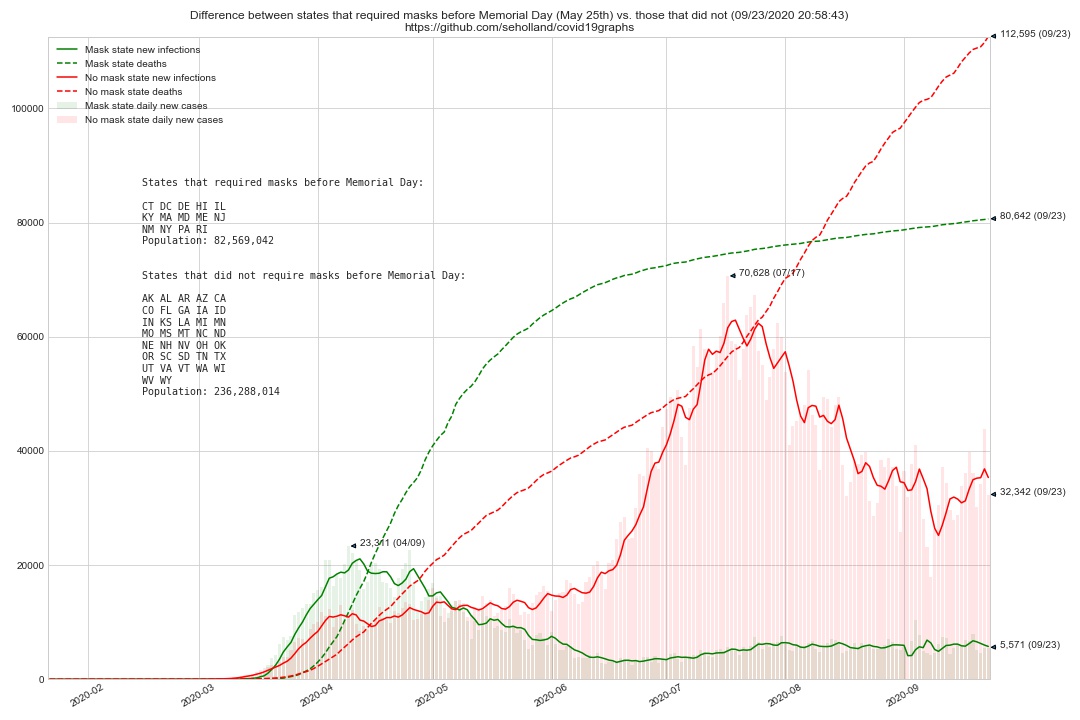 Difference between states that required masks before Memorial Day (May 25th) vs. those that did not (09/23/2020 20:58:43)
https://github.com/seholland/covid19graphs
Mask state new infections
Mask state deaths
No mask state new infections
No mask state deaths
Mask state daily new cases
No mask state daily new cases
States that required masks before Memorial Day:
CT DC DE HI IL
KY MA MD ME NJ
NM NY PA RI
Population: 82,569,042
States that did not require masks before Memorial Day:
AK AL AR AZ CA
CO FL GA IA ID
IN KS LA MI MN
MO MS MT NC ND
NE NH NV OH OK
OR SC SD TN TX
UT VA VT WA WI
WV WY
Population: 236,288,014
112,595 (09/23)
80,642 (09/23)
70,628 (07/17)
32,342 (09/23)
23,311 (04/09)
5,571 (09/23)
100000
80000
60000
40000
20000
0
2020-02
2020-03
2020-04
2020-05
2020-06
2020-07
2020-08
2020-09